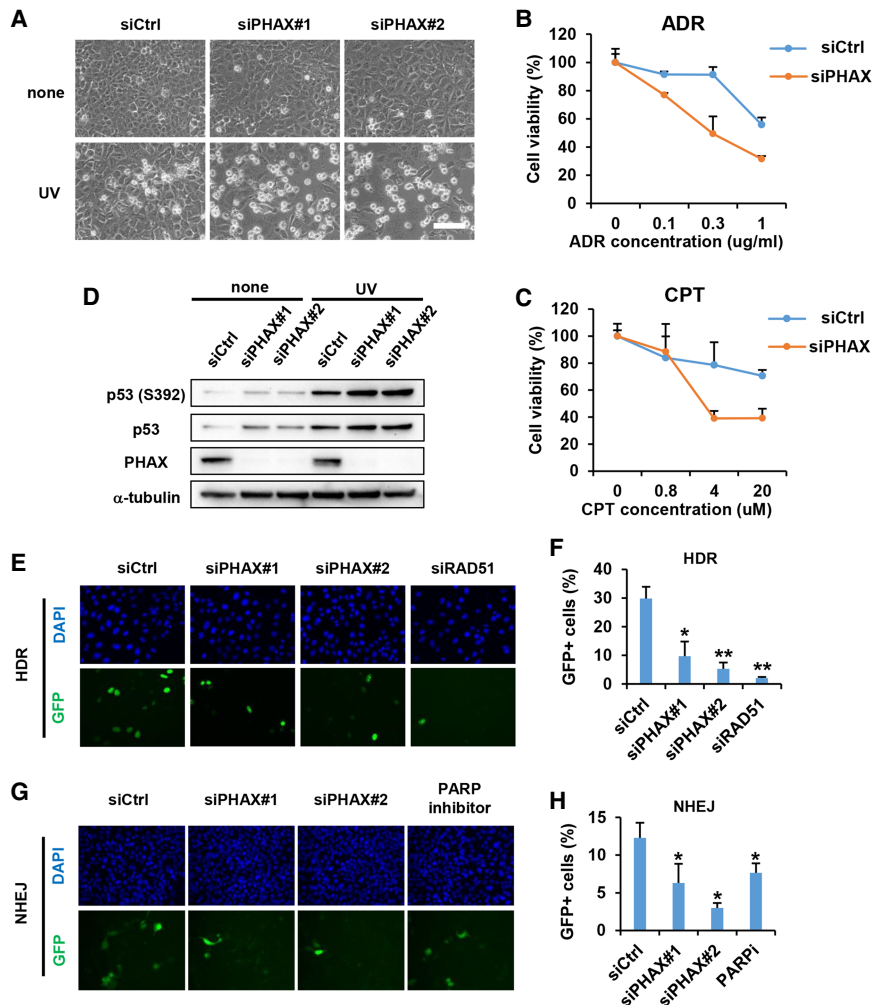 A
siCtrl
siPHAX#1
siPHAX#2
none
UV
B
ADR
Cell viability (%)
120
100
80
60
40
20
0
0
0.1
0.3
1
ADR concentration (ug/ml)
siCtrl
siPHAX
C
CPT
Cell viability (%)
120
100
80
60
40
20
0
0
0.8
4
20
CPT concentration (uM)
siCtrl
siPHAX
D
none
UV
siCtrl
siPHAX#1
siPHAX#2
siCtrl
siPHAX#1
siPHAX#2
p53 (S392)
p53
PHAX
α-tubulin
E
siCtrl
siPHAX#1
siPHAX#2
siRAD51
HDR
DAPI
GFP
F
HDR
GFP+ cells (%)
40
30
20
10
0
*
**
**
siCtrl
siPHAX#1
siPHAX#2
siRAD51
G
siCtrl
siPHAX#1
siPHAX#2
PARP
inhibitor
NHEJ
DAPI
GFP
H
NHEJ
GFP+ cells (%)
15
10
5
0
*
*
*
siCtrl
siPHAX#1
siPHAX#2
PARPi